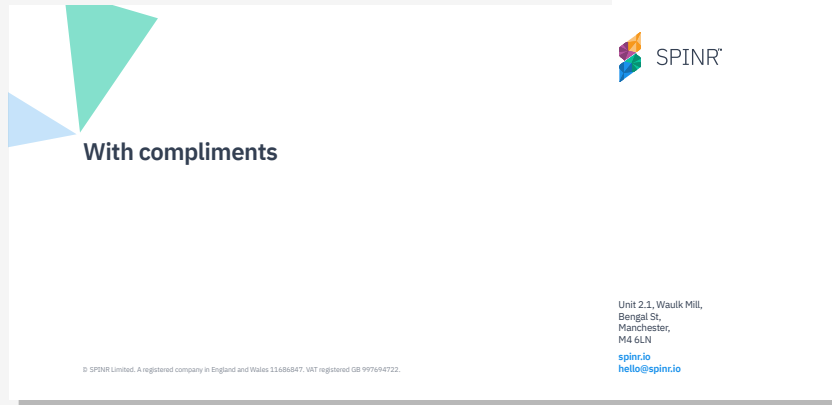 SPINR™
With compliments
Unit 2.1, Waulk Mill,
Bengal St,
Manchester,
M4 6LN
spinr.io
hello@spinr.io
© SPINR Limited. A registered company in England and Wales 11686847. VAT registered GB 997694722.